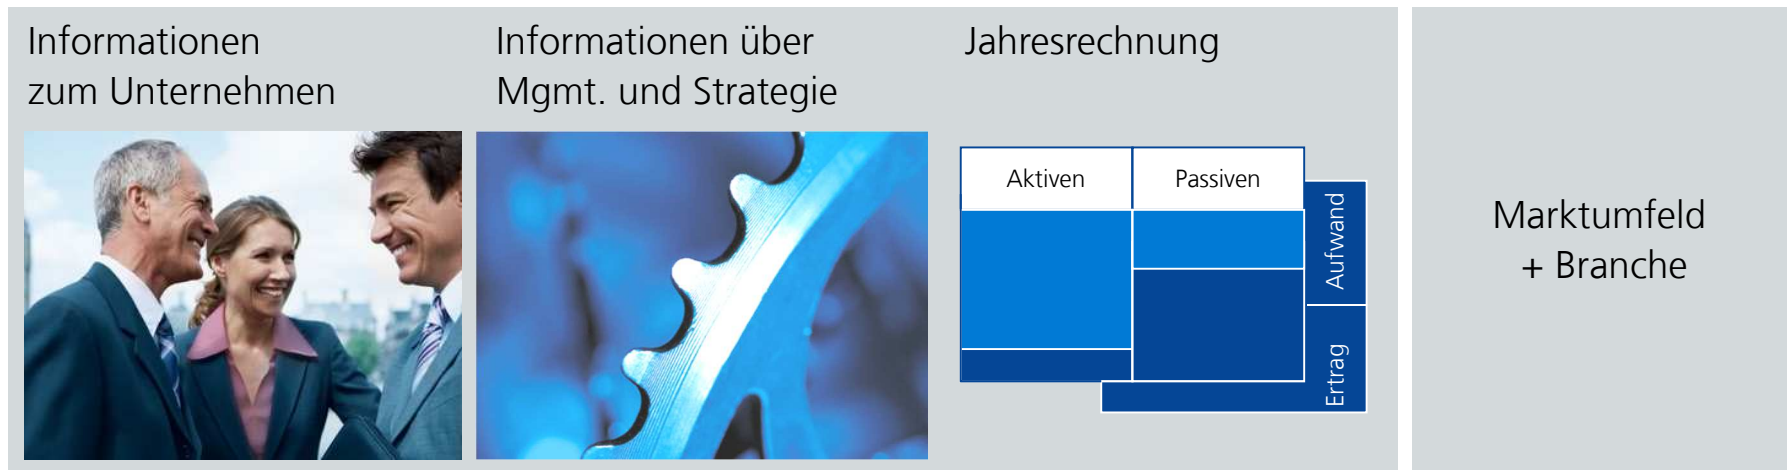 Informationen
zum Unternehmen
Informationen über
Mgmt. und Strategie
Jahresrechnung
Aktiven
Passiven
Aufwand
Ertrag
Marktumfeld
+ Branche